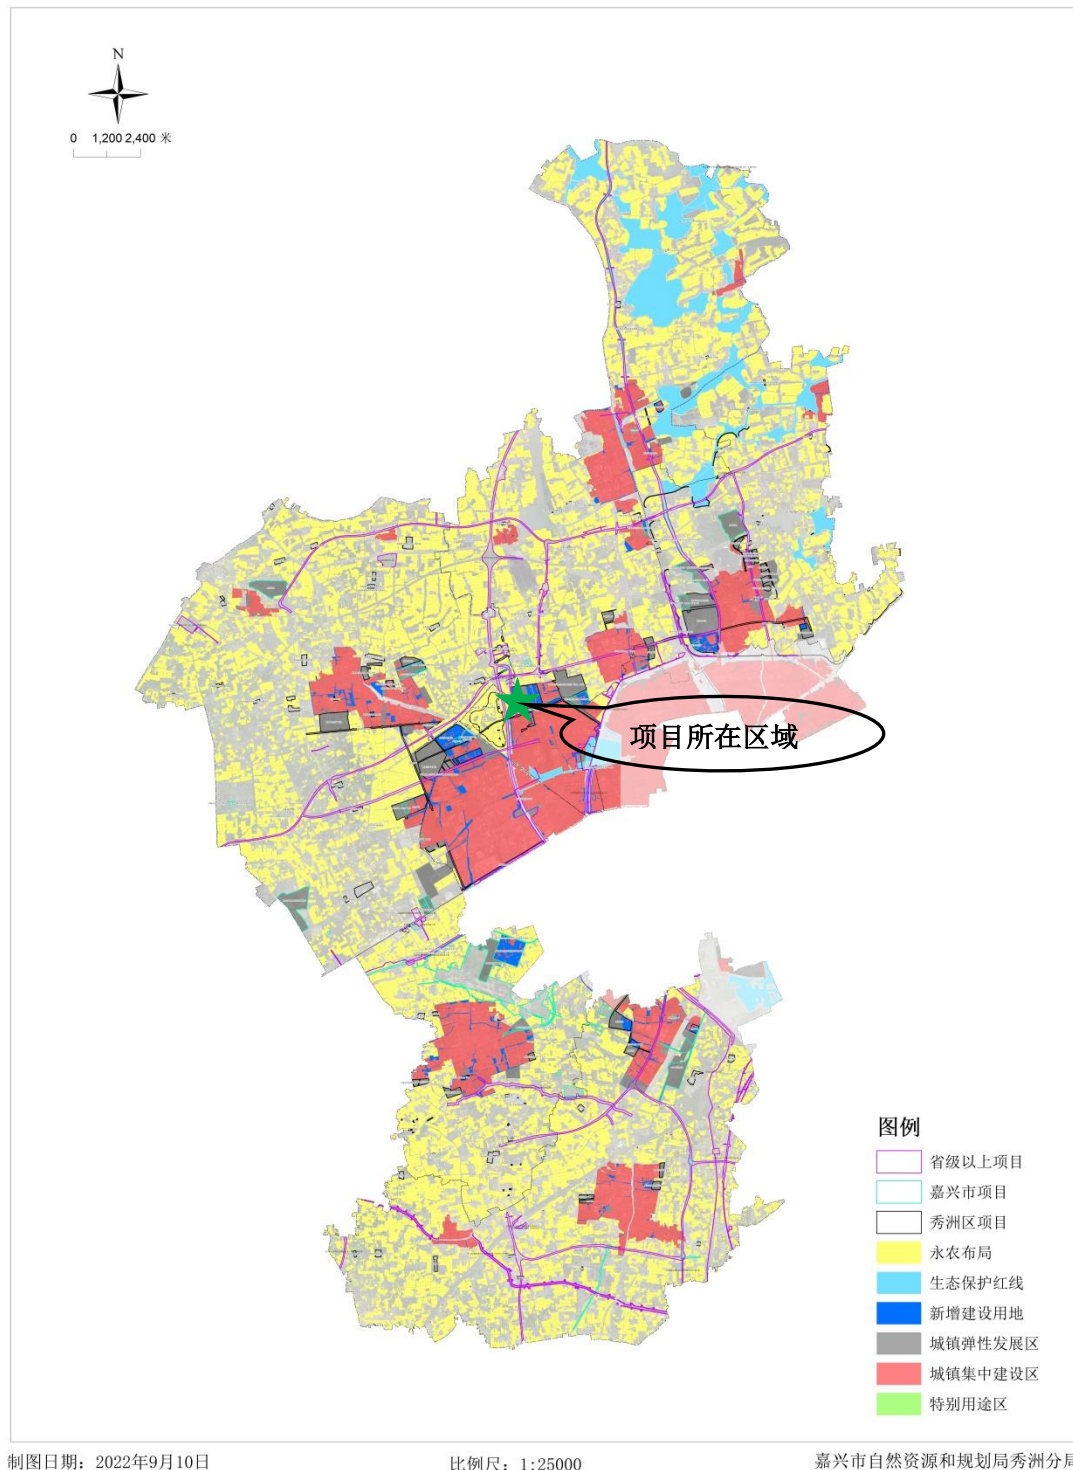 N
0 1,200 2,400 米
项目所在区域
图例
省级以上项目
嘉兴市项目
秀洲区项目
永农布局
生态保护红线
新增建设用地
城镇弹性发展区
城镇集中建设区
特别用途区
制图日期：2022年9月10日
比例尺：1:25000
嘉兴市自然资源和规划局秀洲分局